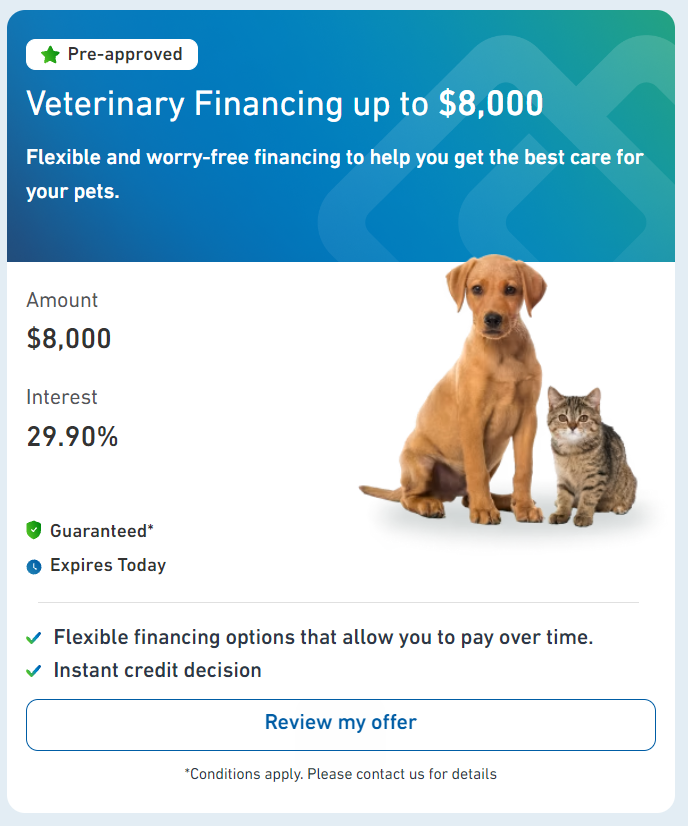 Pre-approved
Veterinary Financing up to $8,000
Flexible and worry-free financing to help you get the best care for
your pets.
Amount
$8,000
Interest
29.90%
Guaranteed*
Expires Today
Flexible financing options that allow you to pay over time.
Instant credit decision
Review my offer
*Conditions apply. Please contact us for details